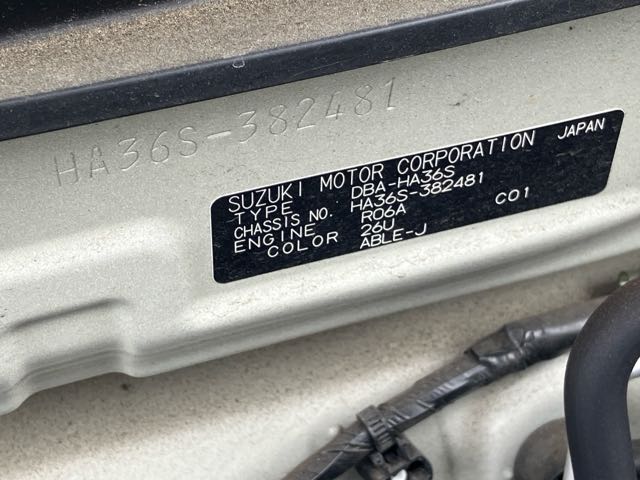 HA36S-382481
SUZUKI MOTOR CORPORATION JAPAN
TYPE DBA-HA36S
CHASSIS NO. HA36S-382481
ENGINE R06A C01
COLOR 26U
ABLE-J